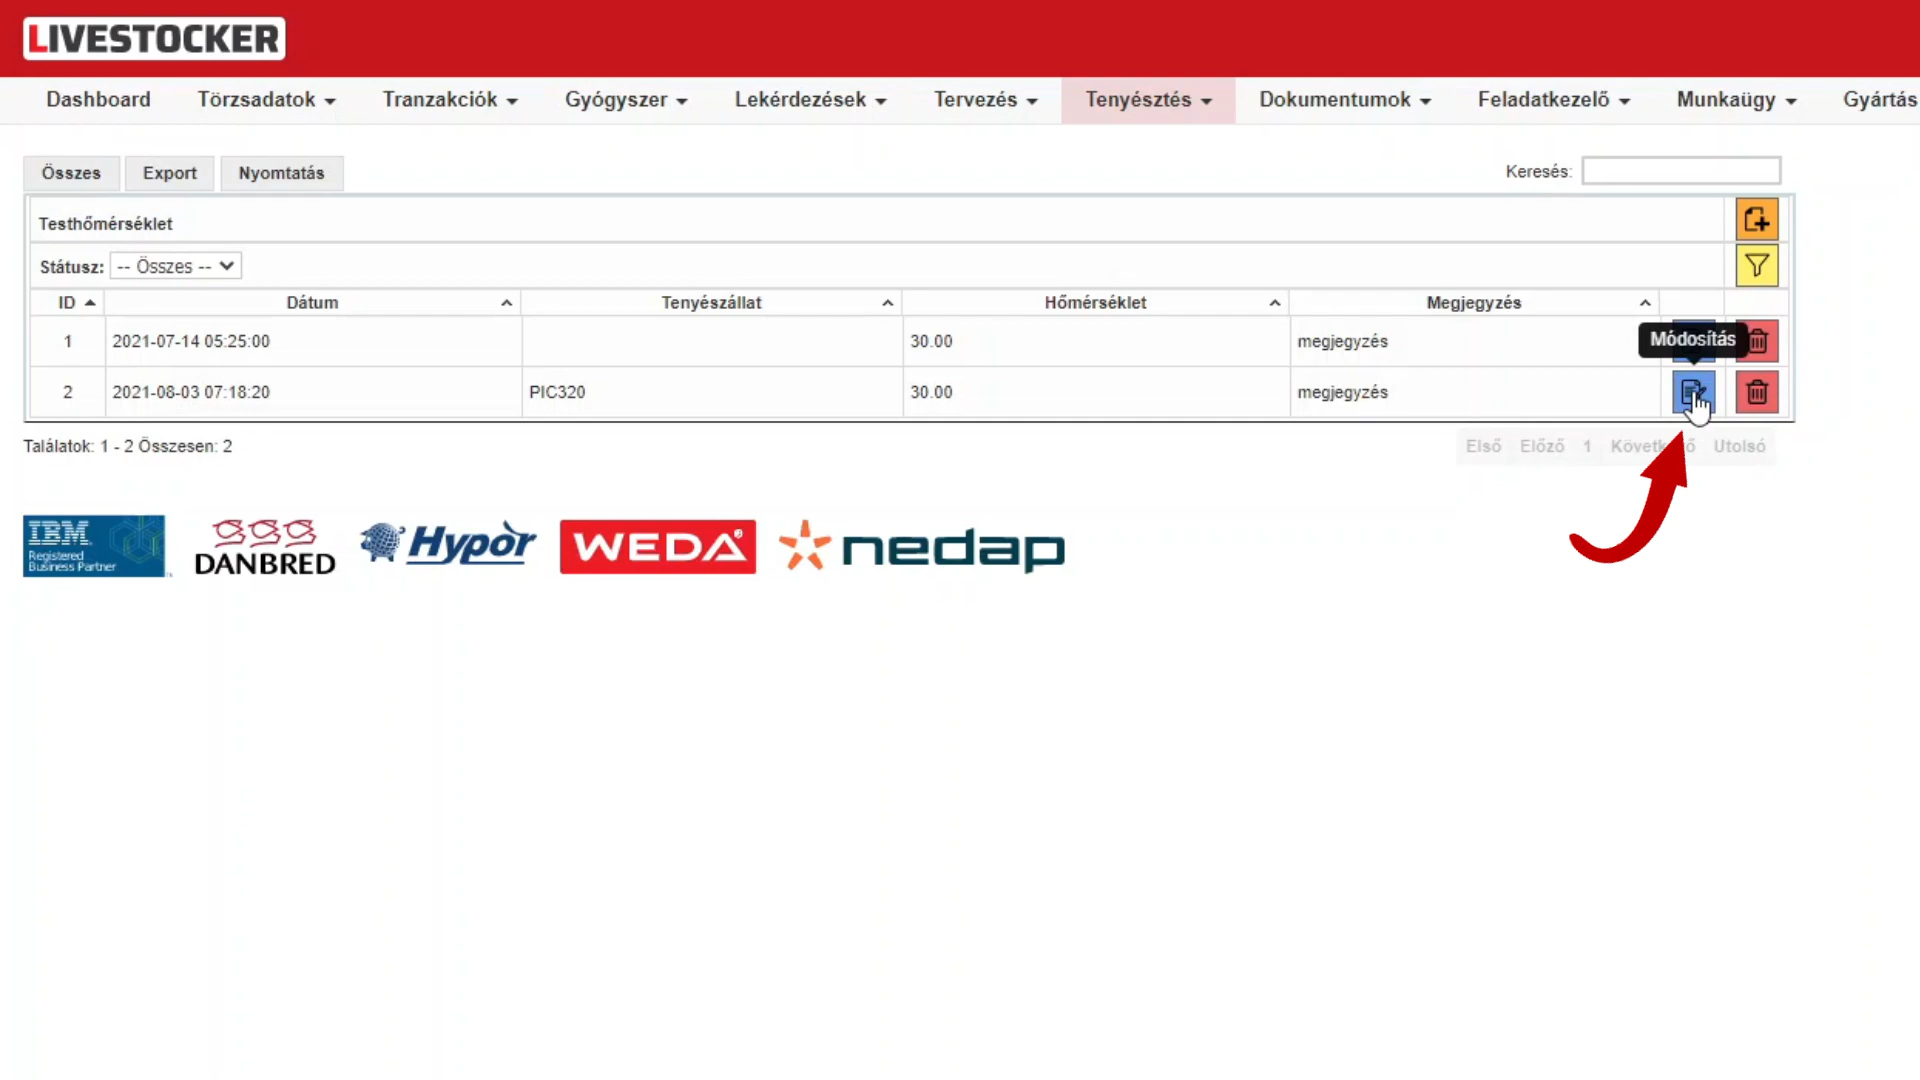 LIVESTOCKER
Dashboard Törzsadatok Tranzakciók Gyógyszer Lekérdezések Tervezés Tenyésztés Dokumentumok Feladatkezelő Munkaügy Gyártás
Összes Export Nyomtatás Keresés:
Testhőmérséklet
Státusz: -- Összes --
ID Dátum Tenyészállat Hőmérséklet Megjegyzés
1 2021-07-14 05:25:00 30.00 megjegyzés Módosítás
2 2021-08-03 07:18:20 PIC320 30.00 megjegyzés
Találatok: 1 - 2 Összesen: 2 Első Előző 1 Utolsó
IBM
Registered
Business Partner
DANBRED
Hypor
WEDA
nedap